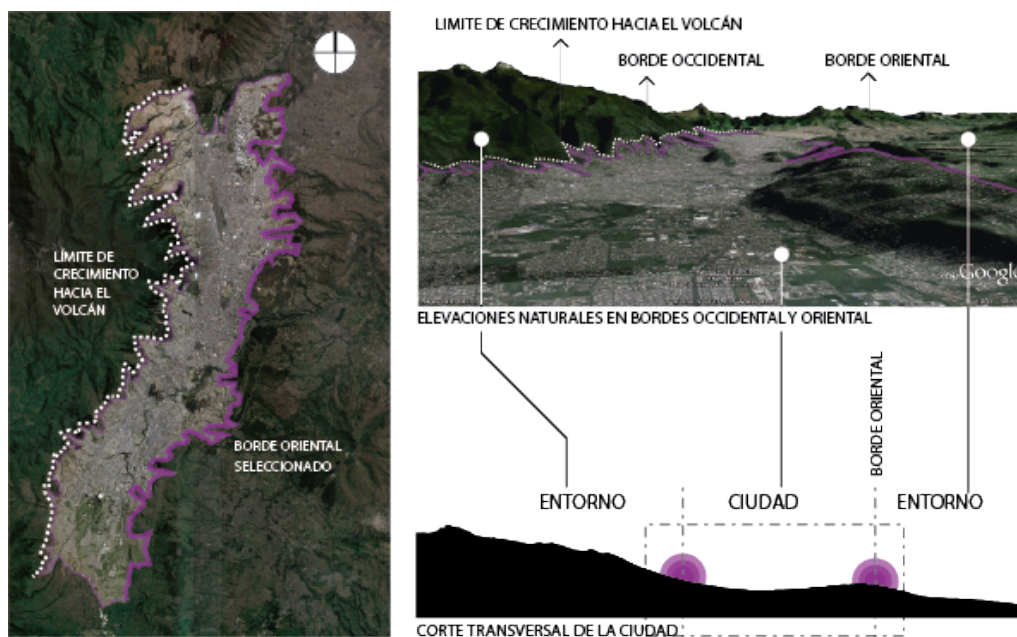 LÍMITE DE
CRECIMIENTO
HACIA EL
VOLCÁN
BORDE ORIENTAL
SELECCIONADO
LIMITE DE CRECIMIENTO HACIA EL VOLCÁN
BORDE OCCIDENTAL
BORDE ORIENTAL
Google
ELEVACIONES NATURALES EN BORDES OCCIDENTAL Y ORIENTAL
BORDE ORIENTAL
ENTORNO
CIUDAD
ENTORNO
CORTE TRANSVERSAL DE LA CIUDAD